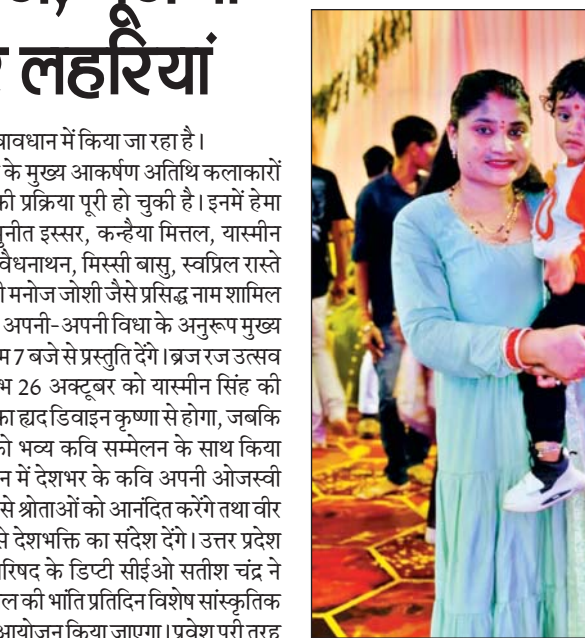 र लहरियां
वावधान में किया जा रहा है।
के मुख्य आकर्षण अतिथि कलाकारों
की प्रक्रिया पूरी हो चुकी है। इनमें हेमा
पुनीत इस्सर, कन्हैया मित्तल, यास्मीन
वैधनाथन, मिस्सी बासु, स्वप्निल रास्ते
मनोज जोशी जैसे प्रसिद्ध नाम शामिल
अपनी-अपनी विधा के अनुरूप मुख्य
7 बजे से प्रस्तुति देंगे। ब्रज रज उत्सव
26 अक्टूबर को यास्मीन सिंह की
का ह्यद डिवाइन कृष्णा से होगा, जबकि
को भव्य कवि सम्मेलन के साथ किया
में देशभर के कवि अपनी ओजस्वी
से श्रोताओं को आनंदित करेंगे तथा वीर
से देशभक्ति का संदेश देंगे। उत्तर प्रदेश
रिषद के डिप्टी सीईओ सतीश चंद्र ने
की भांति प्रतिदिन विशेष सांस्कृतिक
आयोजन किया जाएगा। प्रवेश पूरी तरह